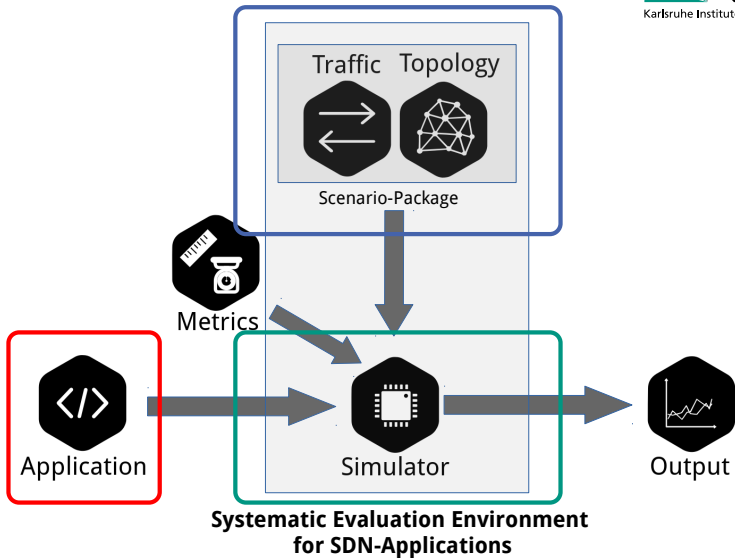 Karlsruhe Institute
Traffic Topology
Scenario-Package
Metrics
Application
Simulator
Output
Systematic Evaluation Environment
for SDN-Applications